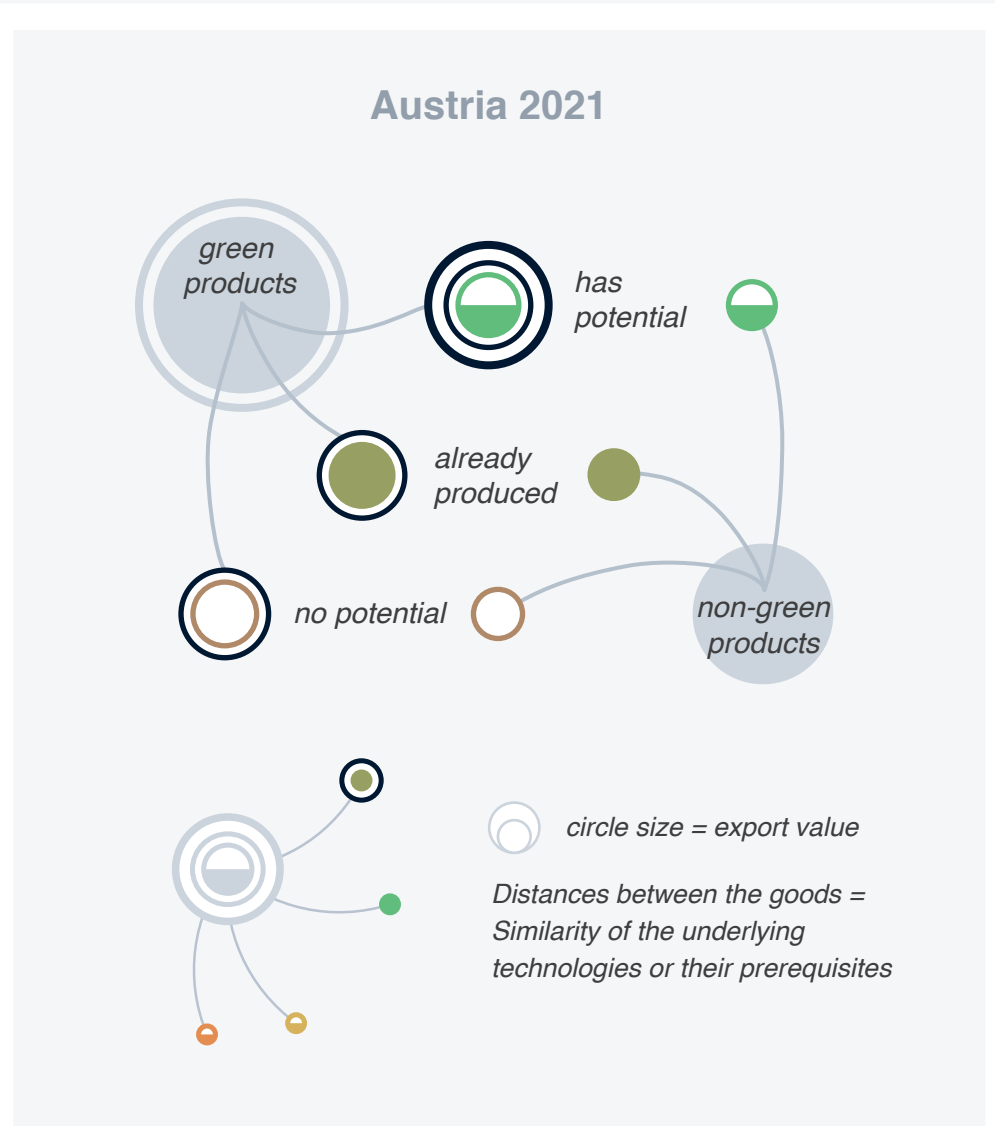 Austria 2021
green
products
has
potential
already
produced
no potential
non-green
products
circle size = export value
Distances between the goods =
Similarity of the underlying
technologies or their prerequisites